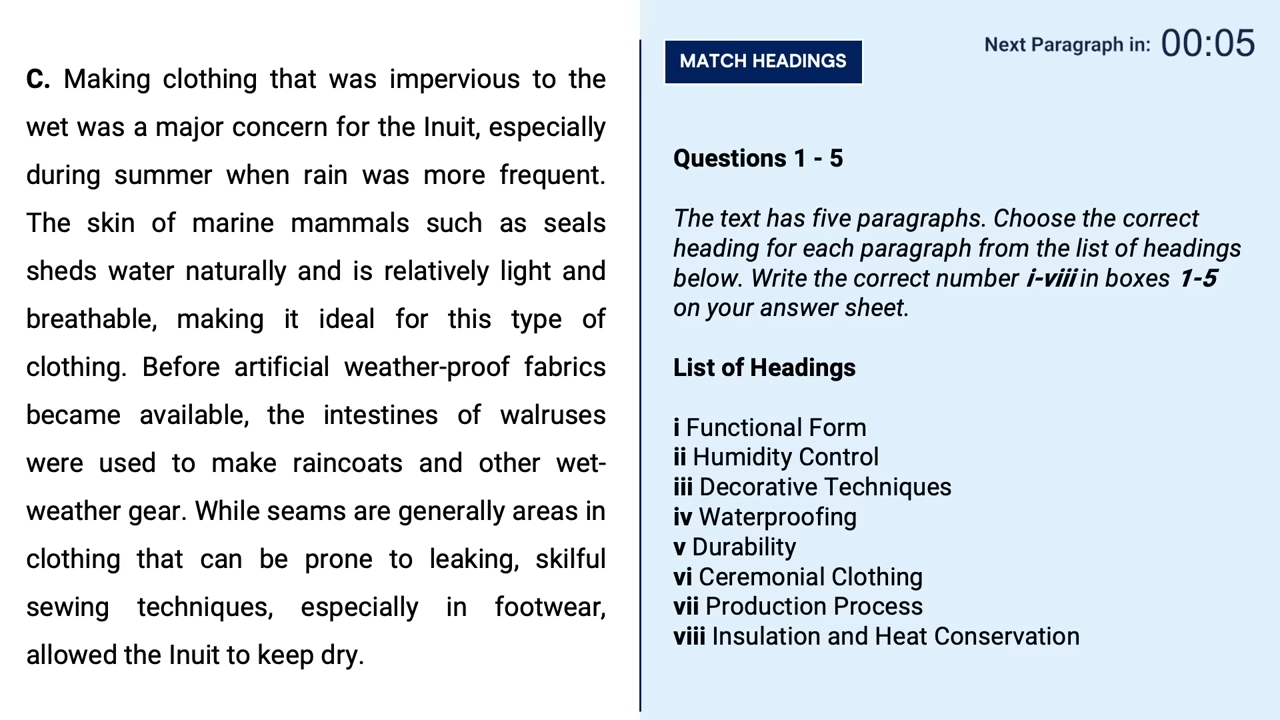 C. Making clothing that was impervious to the
wet was a major concern for the Inuit, especially
during summer when rain was more frequent.
The skin of marine mammals such as seals
sheds water naturally and is relatively light and
breathable, making it ideal for this type of
clothing. Before artificial weather-proof fabrics
became available, the intestines of walruses
were used to make raincoats and other wet-
weather gear. While seams are generally areas in
clothing that can be prone to leaking, skilful
sewing techniques, especially in footwear,
allowed the Inuit to keep dry.
Next Paragraph in: 00:05
MATCH HEADINGS
Questions 1 - 5
The text has five paragraphs. Choose the correct
heading for each paragraph from the list of headings
below. Write the correct number i-viii in boxes 1-5
on your answer sheet.
List of Headings
i Functional Form
ii Humidity Control
iii Decorative Techniques
iv Waterproofing
v Durability
vi Ceremonial Clothing
vii Production Process
viii Insulation and Heat Conservation